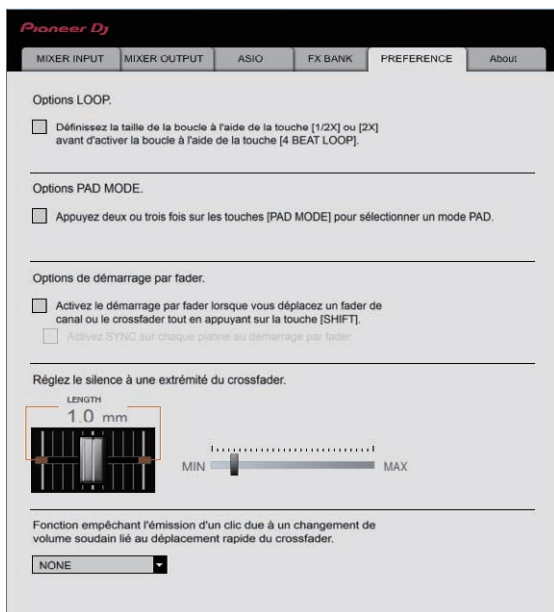 Pioneer Dj
MIXER INPUT MIXER OUTPUT ASIO FX BANK PREFERENCE About
Options LOOP.
Définissez la taille de la boucle à l'aide de la touche [1/2X] ou [2X]
avant d'activer la boucle à l'aide de la touche [4 BEAT LOOP].
Options PAD MODE.
Appuyez deux ou trois fois sur les touches [PAD MODE] pour sélectionner un mode PAD.
Options de démarrage par fader.
Activez le démarrage par fader lorsque vous déplacez un fader de
canal ou le crossfader tout en appuyant sur la touche [SHIFT].
Activez SYNC sur chaque platine au démarrage par fader.
Réglez le silence à une extrémité du crossfader.
LENGTH
1.0 mm
MIN MAX
Fonction empêchant l'émission d'un clic due à un changement de
volume soudain lié au déplacement rapide du crossfader.
NONE